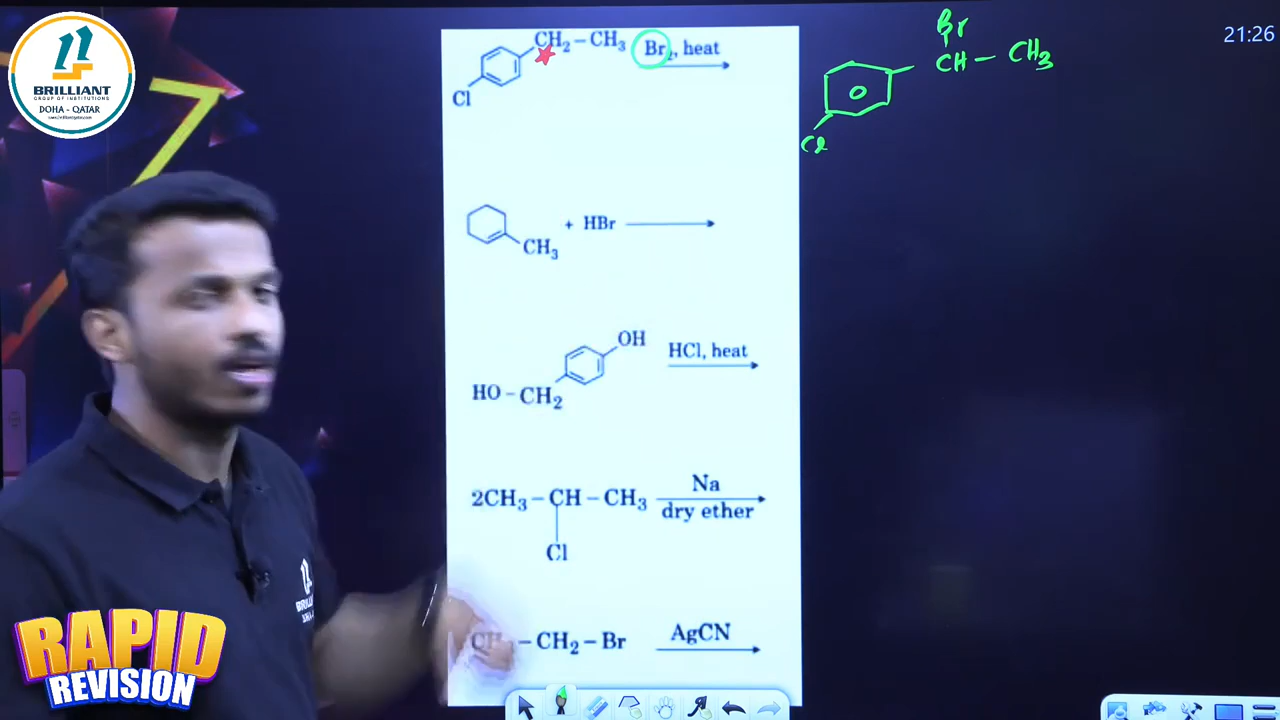 BRILLIANT
GROUP OF INSTITUTIONS
DOHA - QATAR
21:26
CH₂ – CH₃
Br₂, heat
Cl
Br
CH – CH₃
Cl
+ HBr
CH₃
OH
HCl, heat
HO – CH₂
2CH₃ – CH – CH₃
Cl
Na
dry ether
– CH₂ – Br
AgCN
RAPID
REVISION